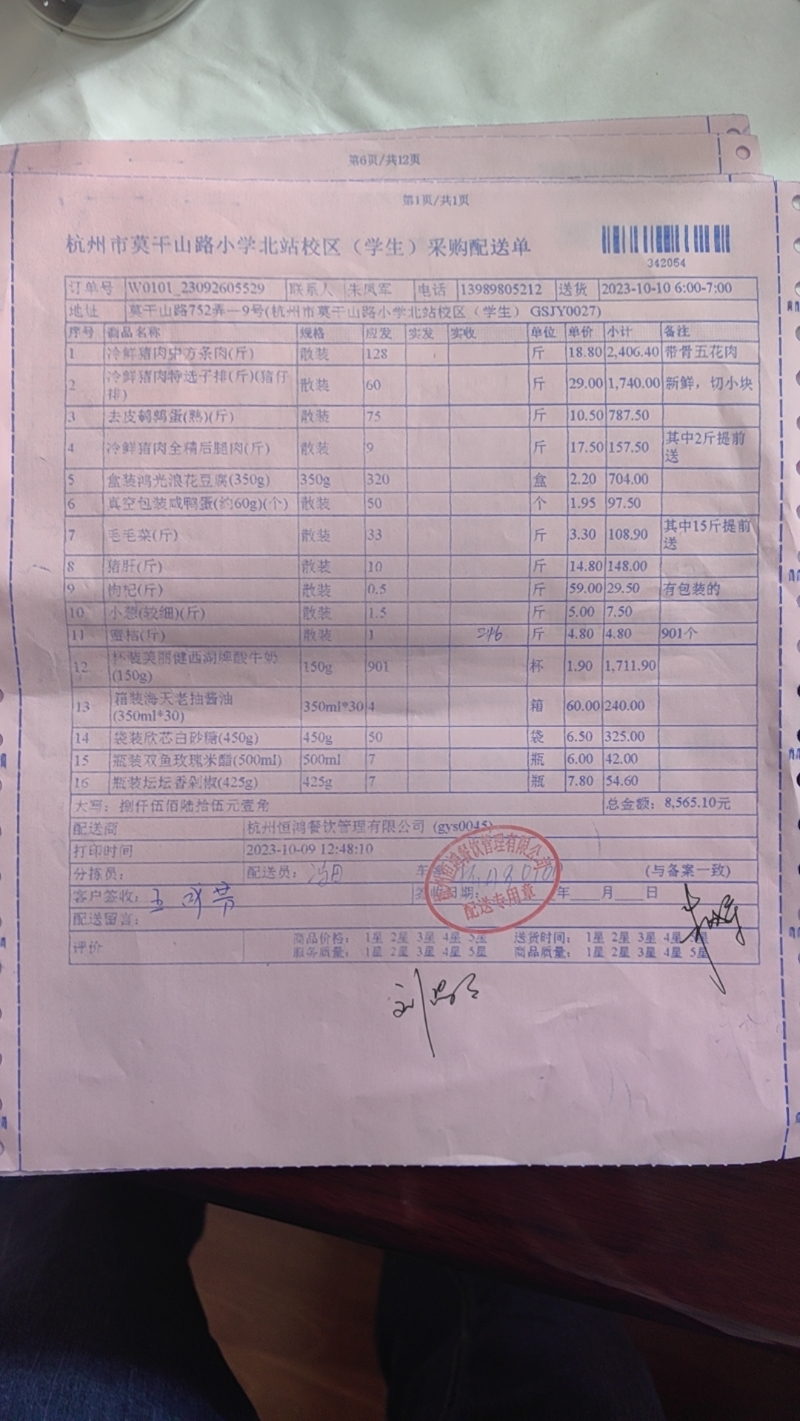 第6页/共12页
第1页/共1页
杭州市莫干山路小学北站校区（学生）采购配送单
342054
订单号 W0101_23092605529 联系人 朱凤军 电话 13989805212 送货 2023-10-10 6:00-7:00
地址 莫干山路752弄一9号(杭州市莫干山路小学北站校区（学生）GSJY0027)
序号 商品名称 规格 应发 实发 实收 单位 单价 小计 备注
1 冷鲜猪肉中方条肉(斤) 散装 128 斤 18.80 2,406.40 带骨五花肉
2 冷鲜猪肉特选子排(斤)(猪仔排) 散装 60 斤 29.00 1,740.00 新鲜，切小块
3 去皮鹌鹑蛋(熟)(斤) 散装 75 斤 10.50 787.50
4 冷鲜猪肉全精后腿肉(斤) 散装 9 斤 17.50 157.50 其中2斤提前送
5 盒装鸿光浪花豆腐(350g) 350g 320 盒 2.20 704.00
6 真空包装咸鸭蛋(约60g)(个) 散装 50 个 1.95 97.50
7 毛毛菜(斤) 散装 33 斤 3.30 108.90 其中15斤提前送
8 猪肝(斤) 散装 10 斤 14.80 148.00
9 枸杞(斤) 散装 0.5 斤 59.00 29.50 有包装的
10 小葱(较细)(斤) 散装 1.5 斤 5.00 7.50
11 蜜桔(斤) 散装 1 246 斤 4.80 4.80 901个
12 杯装美丽健西湖牌酸牛奶(150g) 150g 901 杯 1.90 1,711.90
13 箱装海天老抽酱油(350ml*30) 350ml*30 4 箱 60.00 240.00
14 袋装欣芯白砂糖(450g) 450g 50 袋 6.50 325.00
15 瓶装双鱼玫瑰米醋(500ml) 500ml 7 瓶 6.00 42.00
16 瓶装坛坛香剁椒(425g) 425g 7 瓶 7.80 54.60
大写：捌仟伍佰陆拾伍元壹角 总金额：8,565.10元
配送商 杭州恒鸿餐饮管理有限公司 (gys0045)
打印时间 2023-10-09 12:48:10
分拣员： 配送员： 车 (与备案一致)
客户签收： 签收日期： 年 月 日
配送留言：
评价 商品价格： 1星 2星 3星 4星 5星 送货时间： 1星 2星 3星 4星 5星
服务质量： 1星 2星 3星 4星 5星 商品质量： 1星 2星 3星 4星 5星
杭州恒鸿餐饮管理有限公司
配送专用章